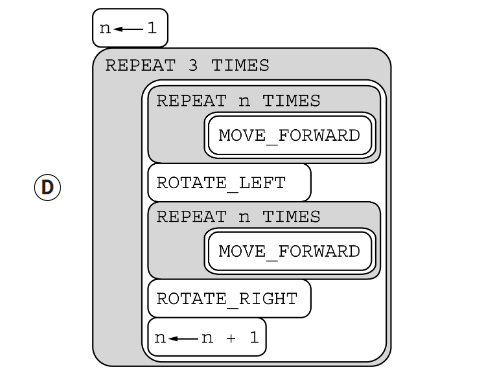 n ← 1
REPEAT 3 TIMES
REPEAT n TIMES
MOVE_FORWARD
ROTATE_LEFT
D
REPEAT n TIMES
MOVE_FORWARD
ROTATE_RIGHT
n ← n + 1